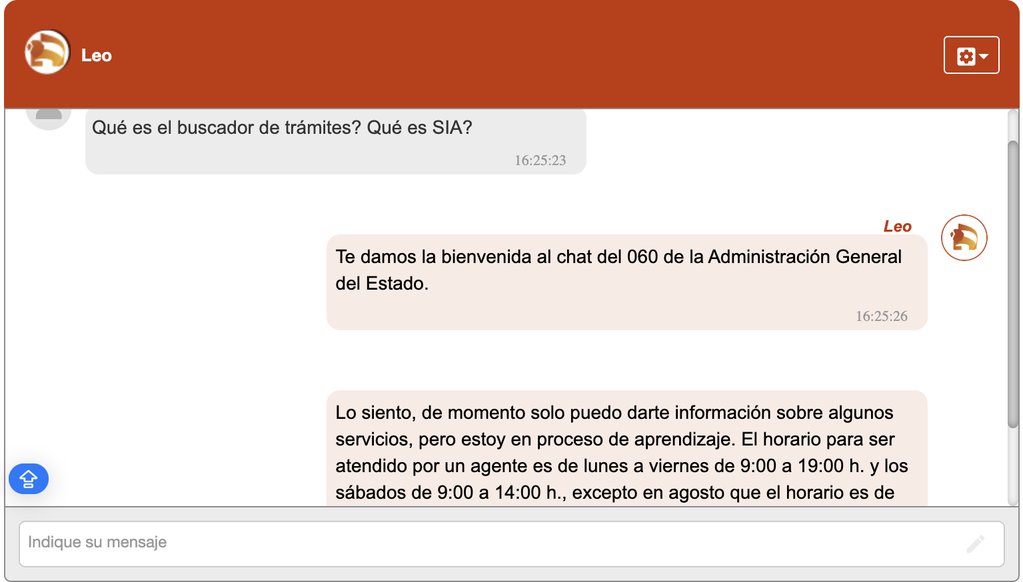 Leo
Qué es el buscador de trámites? Qué es SIA?
16:25:23
Leo
Te damos la bienvenida al chat del 060 de la Administración General
del Estado.
16:25:26
Lo siento, de momento solo puedo darte información sobre algunos
servicios, pero estoy en proceso de aprendizaje. El horario para ser
atendido por un agente es de lunes a viernes de 9:00 a 19:00 h. y los
sábados de 9:00 a 14:00 h., excepto en agosto que el horario es de
Indique su mensaje